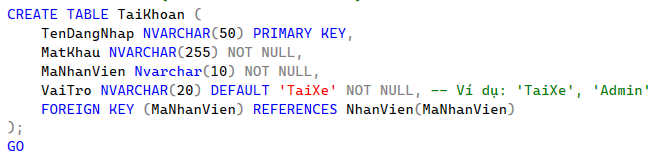 CREATE TABLE TaiKhoan (
    TenDangNhap NVARCHAR(50) PRIMARY KEY,
    MatKhau NVARCHAR(255) NOT NULL,
    MaNhanVien Nvarchar(10) NOT NULL,
    VaiTro NVARCHAR(20) DEFAULT 'TaiXe' NOT NULL, -- Ví dụ: 'TaiXe', 'Admin'
    FOREIGN KEY (MaNhanVien) REFERENCES NhanVien(MaNhanVien)
);
GO